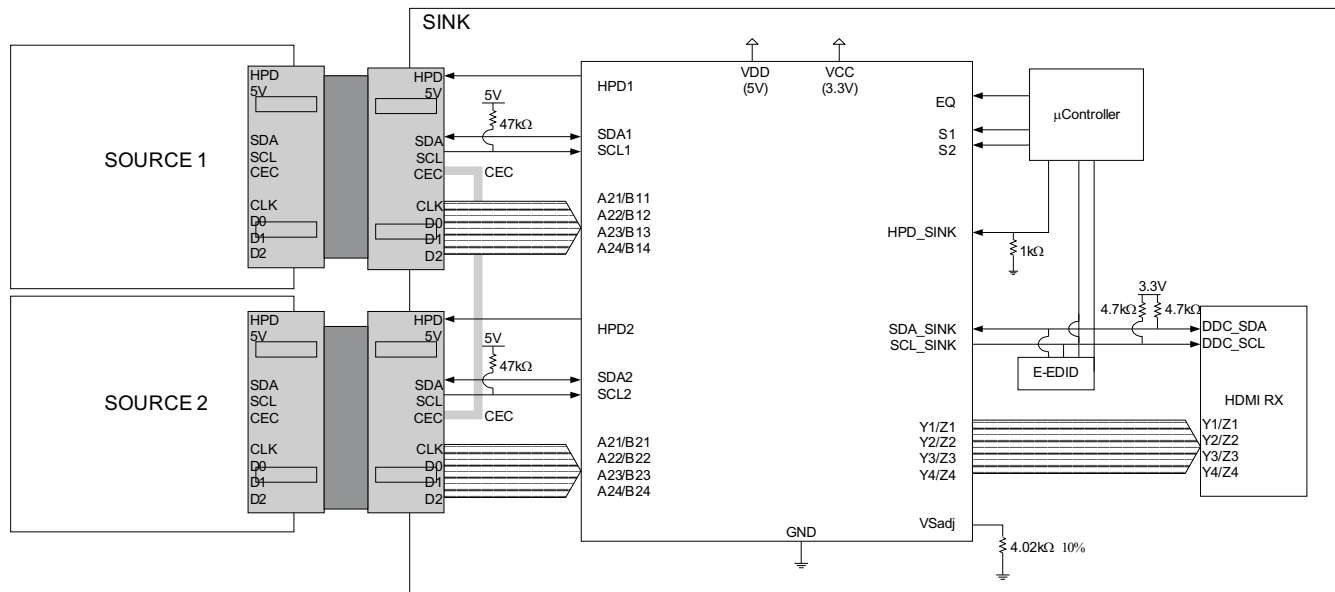 SINK
SOURCE 1
HPD
5V
SDA
SCL
CEC
CLK
D0
D1
D2
HPD
5V
SDA
SCL
CEC
CLK
D0
D1
D2
5V
47kΩ
CEC
HPD1
SDA1
SCL1
A21/B11
A22/B12
A23/B13
A24/B14
SOURCE 2
HPD
5V
SDA
SCL
CEC
CLK
D0
D1
D2
HPD
5V
SDA
SCL
CEC
CLK
D0
D1
D2
5V
47kΩ
CEC
HPD2
SDA2
SCL2
A21/B21
A22/B22
A23/B23
A24/B24
VDD
(5V)
VCC
(3.3V)
GND
EQ
S1
S2
HPD_SINK
SDA_SINK
SCL_SINK
Y1/Z1
Y2/Z2
Y3/Z3
Y4/Z4
VSadj
µController
1kΩ
3.3V
4.7kΩ
4.7kΩ
E-EDID
DDC_SDA
DDC_SCL
HDMI RX
Y1/Z1
Y2/Z2
Y3/Z3
Y4/Z4
4.02kΩ 10%